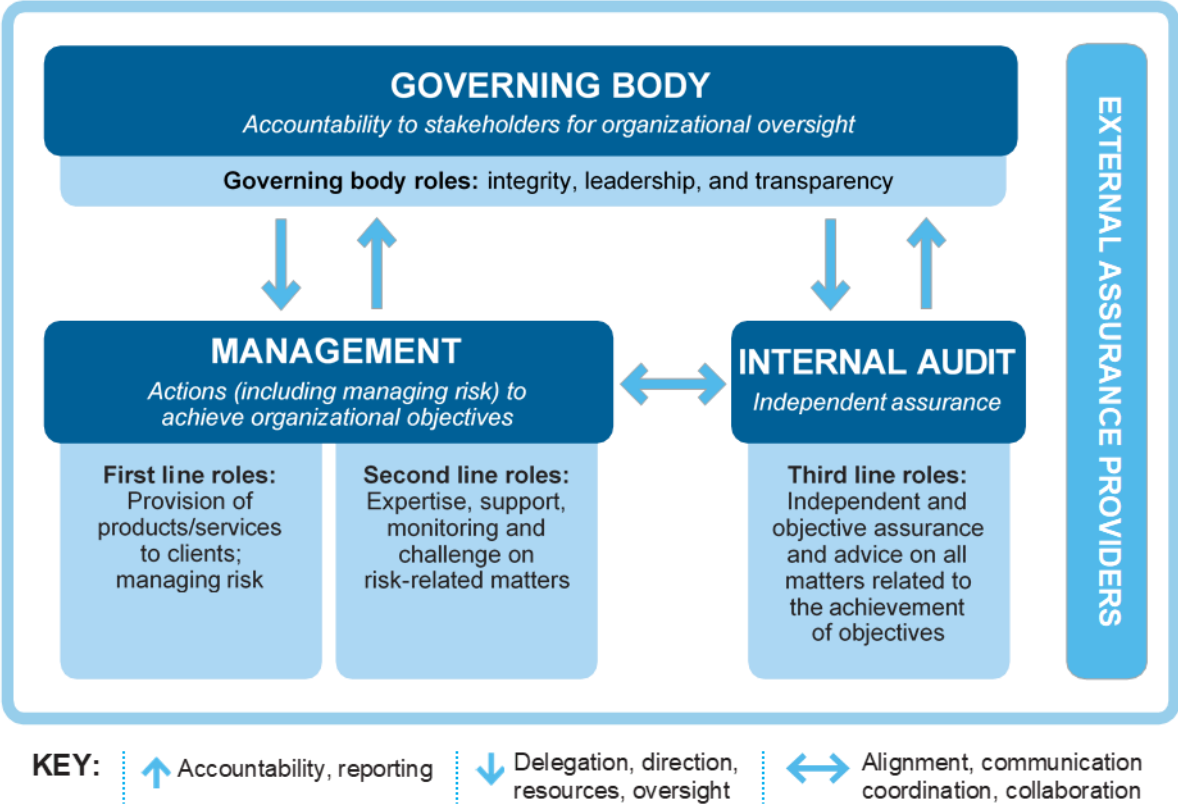 GOVERNING BODY
Accountability to stakeholders for organizational oversight
Governing body roles: integrity, leadership, and transparency
MANAGEMENT
Actions (including managing risk) to
achieve organizational objectives
First line roles:
Provision of
products/services
to clients;
managing risk
Second line roles:
Expertise, support,
monitoring and
challenge on
risk-related matters
INTERNAL AUDIT
Independent assurance
Third line roles:
Independent and
objective assurance
and advice on all
matters related to
the achievement
of objectives
EXTERNAL ASSURANCE PROVIDERS
KEY:
Accountability, reporting
Delegation, direction,
resources, oversight
Alignment, communication
coordination, collaboration